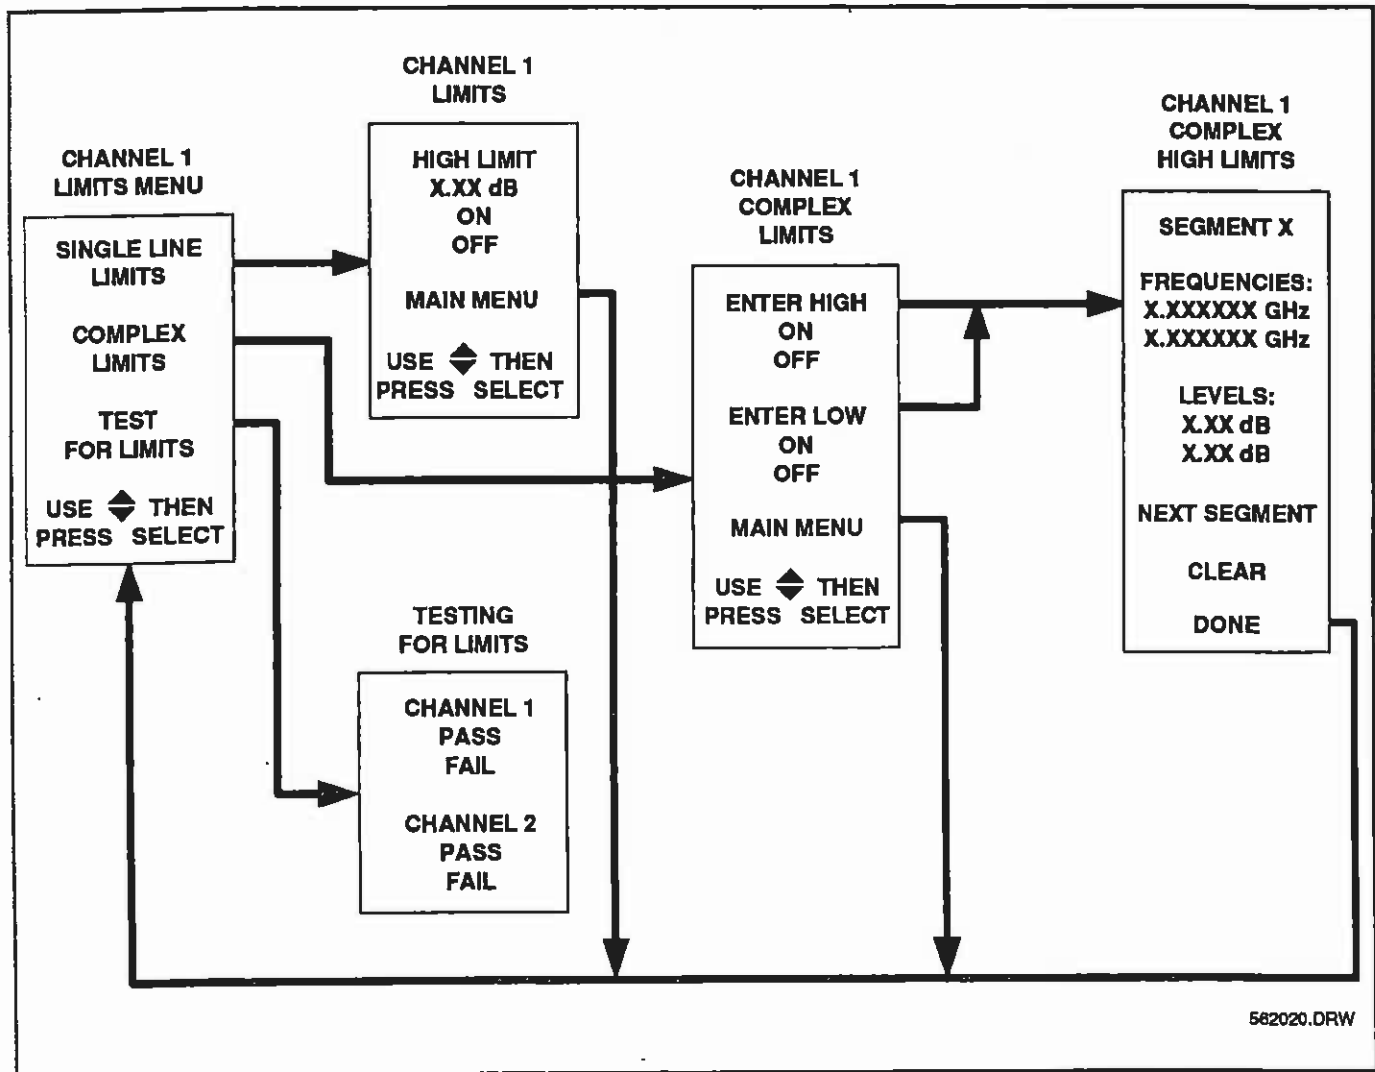 CHANNEL 1
LIMITS MENU
SINGLE LINE
LIMITS
COMPLEX
LIMITS
TEST
FOR LIMITS
USE THEN
PRESS SELECT
CHANNEL 1
LIMITS
HIGH LIMIT
X.XX dB
ON
OFF
MAIN MENU
USE THEN
PRESS SELECT
TESTING
FOR LIMITS
CHANNEL 1
PASS
FAIL
CHANNEL 2
PASS
FAIL
CHANNEL 1
COMPLEX
LIMITS
ENTER HIGH
ON
OFF
ENTER LOW
ON
OFF
MAIN MENU
USE THEN
PRESS SELECT
CHANNEL 1
COMPLEX
HIGH LIMITS
SEGMENT X
FREQUENCIES:
X.XXXXXX GHz
X.XXXXXX GHz
LEVELS:
X.XX dB
X.XX dB
NEXT SEGMENT
CLEAR
DONE
562020.DRW